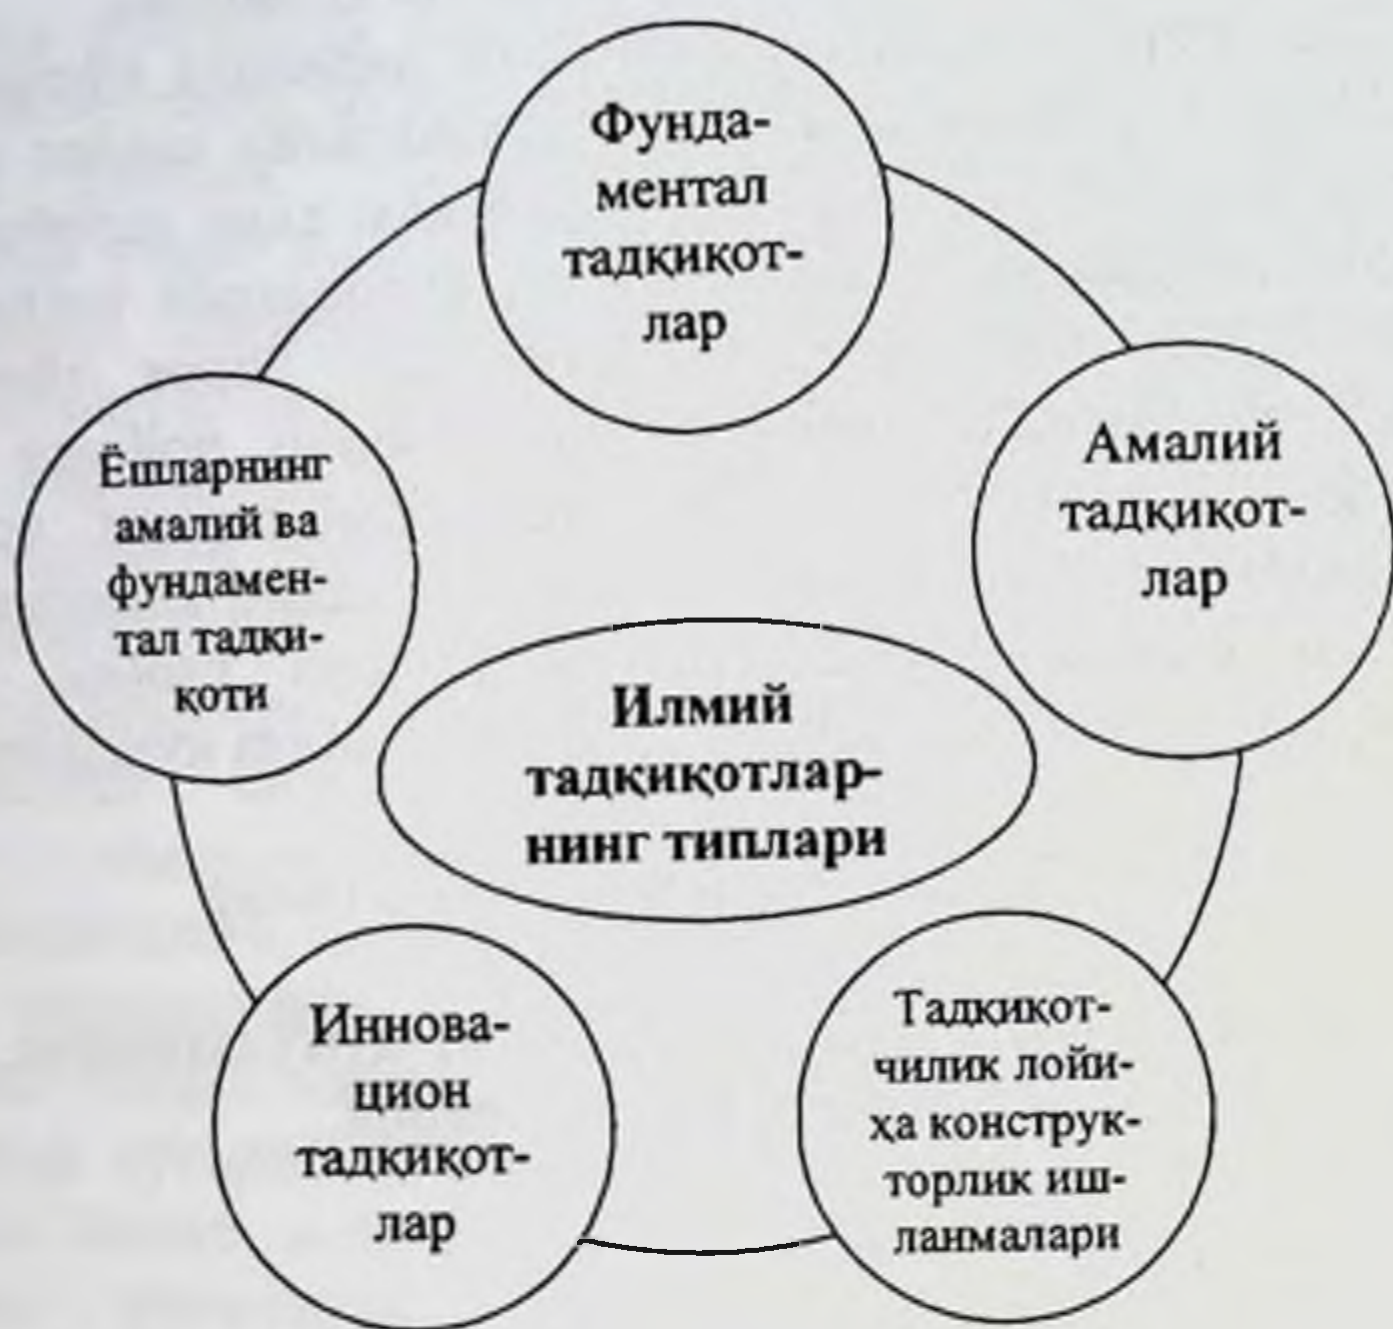 Фунда-
ментал
тадқиқот-
лар
Амалий
тадқиқот-
лар
Ёшларнинг
амалий ва
фундамен-
тал тадқи-
қоти
Илмий
тадқиқотлар-
нинг типлари
Иннова-
цион
тадқиқот-
лар
Тадқиқот-
чилик лойи-
ҳа конструк-
торлик иш-
ланмалари